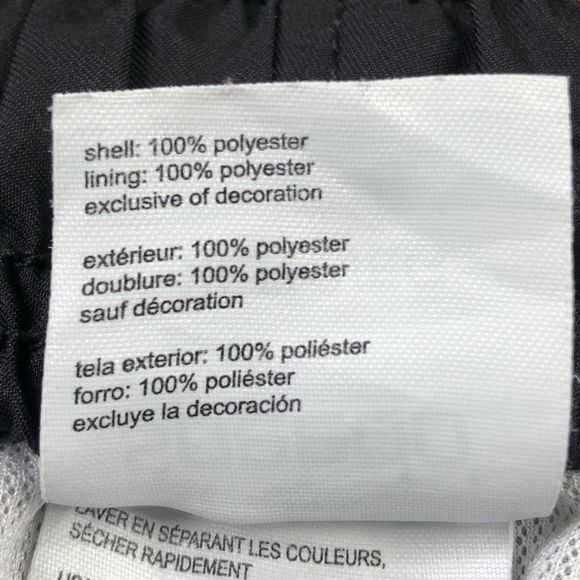 shell: 100% polyester
lining: 100% polyester
exclusive of decoration
extérieur: 100% polyester
doublure: 100% polyester
sauf décoration
tela exterior: 100% poliéster
forro: 100% poliéster
excluye la decoración
LAVER EN SÉPARANT LES COULEURS,
SÉCHER RAPIDEMENT